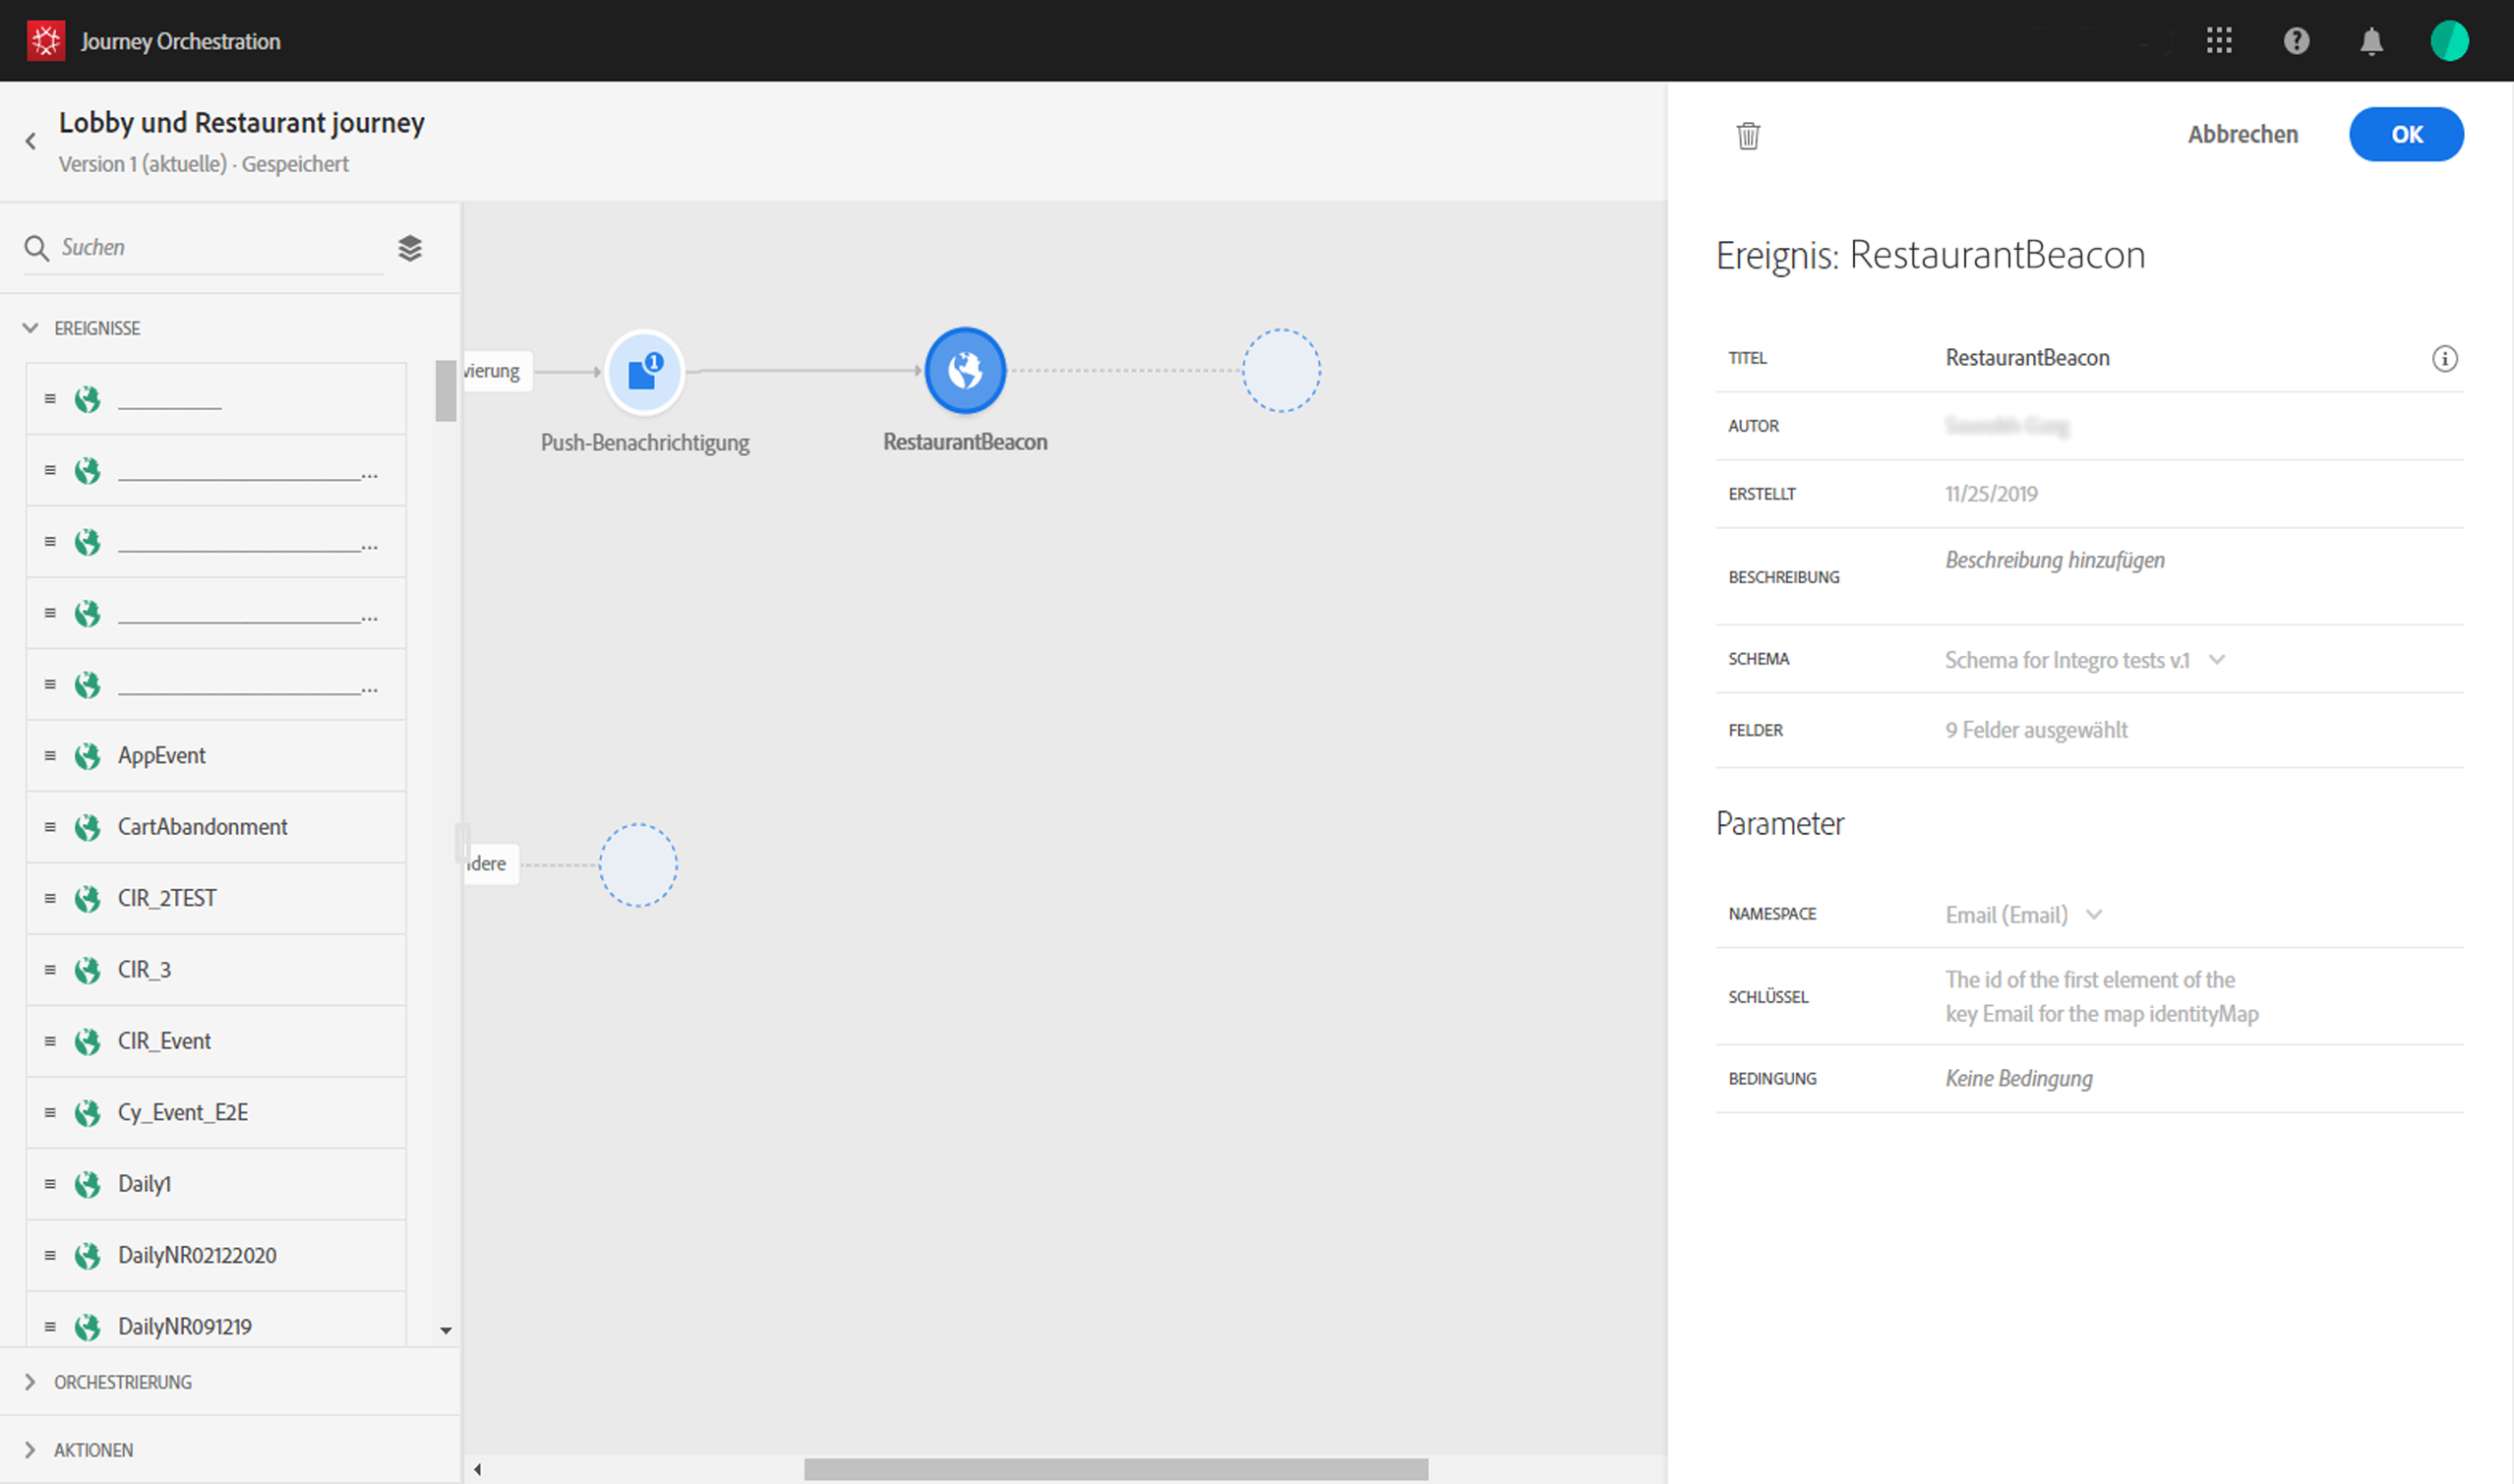 Journey Orchestration
Lobby und Restaurant journey
Version 1 (aktuelle) · Gespeichert
Abbrechen
OK
Suchen
EREIGNISSE
AppEvent
CartAbandonment
CIR_2TEST
CIR_3
CIR_Event
Cy_Event_E2E
Daily1
DailyNR02122020
DailyNR091219
ORCHESTRIERUNG
AKTIONEN
vierung
1
Push-Benachrichtigung
RestaurantBeacon
dere
Ereignis: RestaurantBeacon
TITEL RestaurantBeacon
AUTOR
ERSTELLT 11/25/2019
BESCHREIBUNG Beschreibung hinzufügen
SCHEMA Schema for Integro tests v.1
FELDER 9 Felder ausgewählt
Parameter
NAMESPACE Email (Email)
SCHLÜSSEL The id of the first element of the
key Email for the map identityMap
BEDINGUNG Keine Bedingung